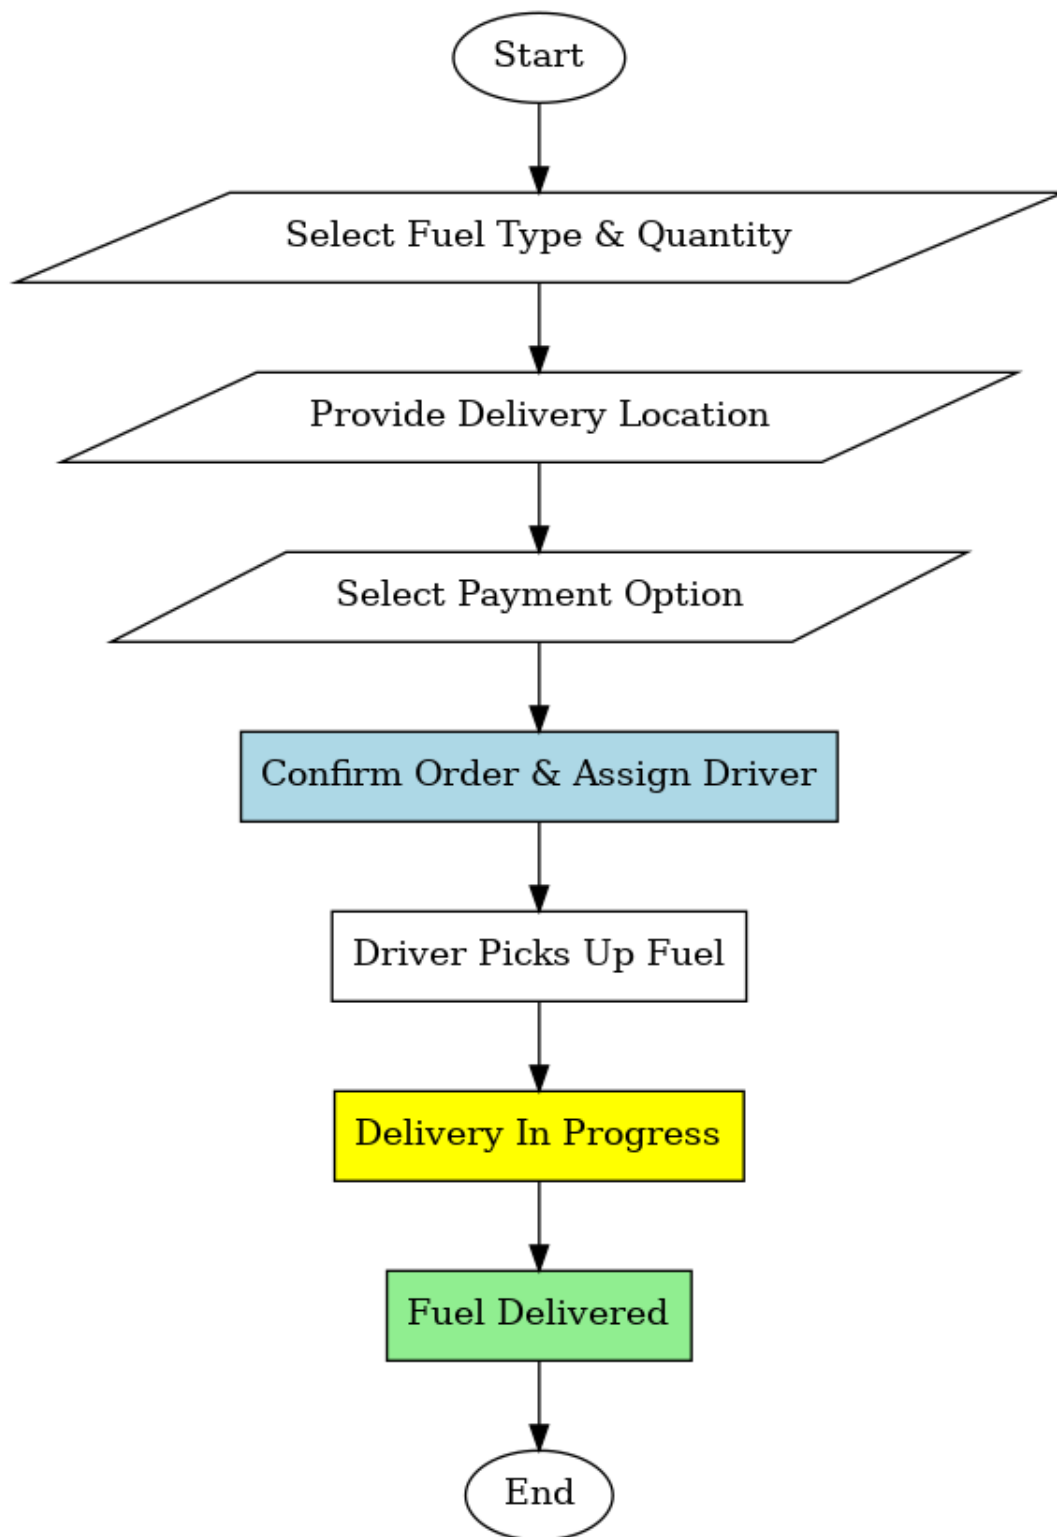 Start
Select Fuel Type & Quantity
Provide Delivery Location
Select Payment Option
Confirm Order & Assign Driver
Driver Picks Up Fuel
Delivery In Progress
Fuel Delivered
End